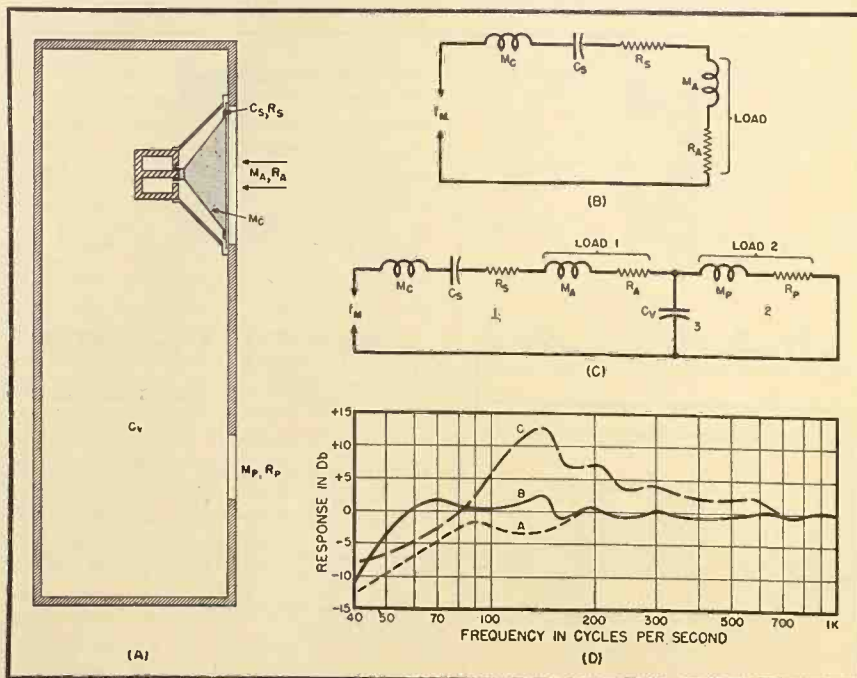 C_S, R_S
M_A, R_A
M_C
C_V
M_P, R_P
(A)
M_C
C_S
R_S
f_M
M_A
R_A
LOAD
(B)
LOAD 1
LOAD 2
M_C
C_S
R_S
M_A
R_A
M_P
R_P
f_M
1
C_V
3
2
(C)
RESPONSE IN Db
+15
+10
+5
0
-5
-10
-15
C
B
A
40
50
70
100
200
300
500
700
1K
FREQUENCY IN CYCLES PER SECOND
(D)